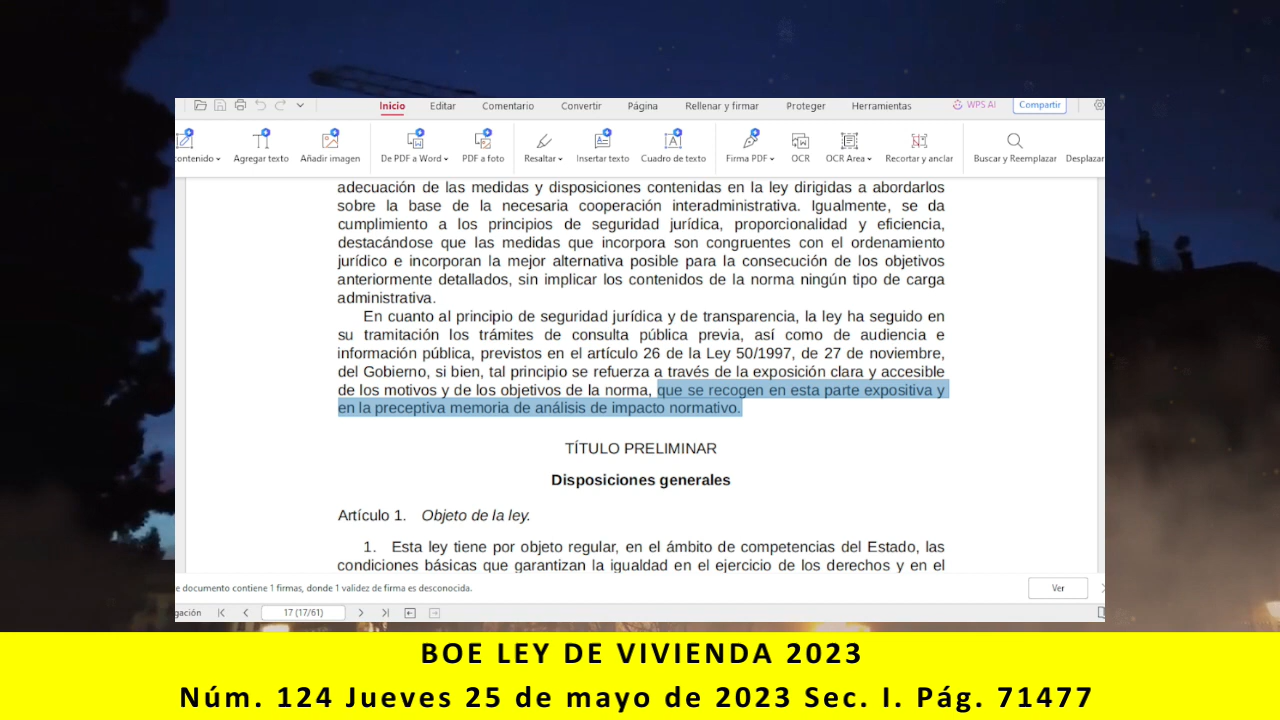 Inicio Editar Comentario Convertir Página Rellenar y firmar Proteger Herramientas WPS AI Compartir
contenido Agregar texto Añadir imagen De PDF a Word PDF a foto Resaltar Insertar texto Cuadro de texto Firma PDF OCR OCR Area Recortar y anclar Buscar y Reemplazar Desplazar
adecuación de las medidas y disposiciones contenidas en la ley dirigidas a abordarlos
sobre la base de la necesaria cooperación interadministrativa. Igualmente, se da
cumplimiento a los principios de seguridad jurídica, proporcionalidad y eficiencia,
destacándose que las medidas que incorpora son congruentes con el ordenamiento
jurídico e incorporan la mejor alternativa posible para la consecución de los objetivos
anteriormente detallados, sin implicar los contenidos de la norma ningún tipo de carga
administrativa.
En cuanto al principio de seguridad jurídica y de transparencia, la ley ha seguido en
su tramitación los trámites de consulta pública previa, así como de audiencia e
información pública, previstos en el artículo 26 de la Ley 50/1997, de 27 de noviembre,
del Gobierno, si bien, tal principio se refuerza a través de la exposición clara y accesible
de los motivos y de los objetivos de la norma, que se recogen en esta parte expositiva y
en la preceptiva memoria de análisis de impacto normativo.
TÍTULO PRELIMINAR
Disposiciones generales
Artículo 1. Objeto de la ley.
1. Esta ley tiene por objeto regular, en el ámbito de competencias del Estado, las
condiciones básicas que garantizan la igualdad en el ejercicio de los derechos y en el
e documento contiene 1 firmas, donde 1 validez de firma es desconocida. Ver
gación 17 (17/61)
BOE LEY DE VIVIENDA 2023
Núm. 124 Jueves 25 de mayo de 2023 Sec. I. Pág. 71477